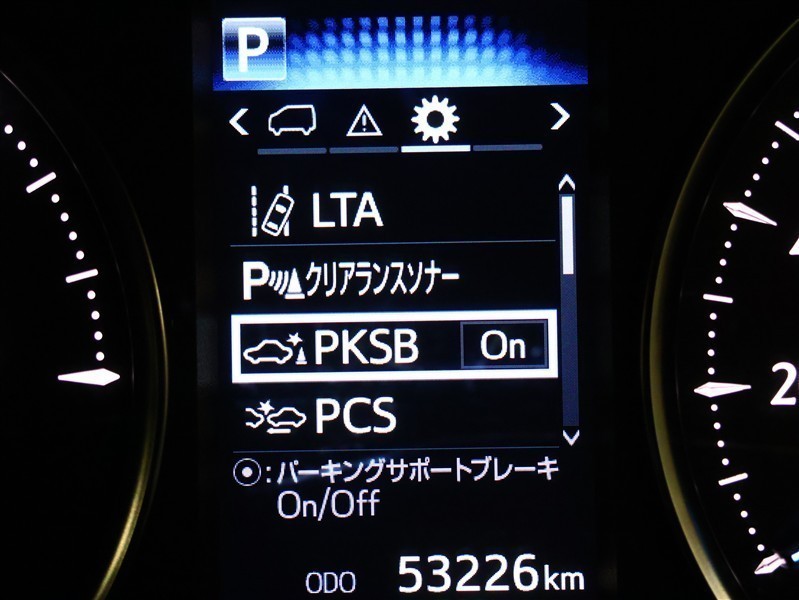 P
LTA
P クリアランスソナー
PKSB On
PCS
⦿:パーキングサポートブレーキ
On/Off
ODO 53226km
2